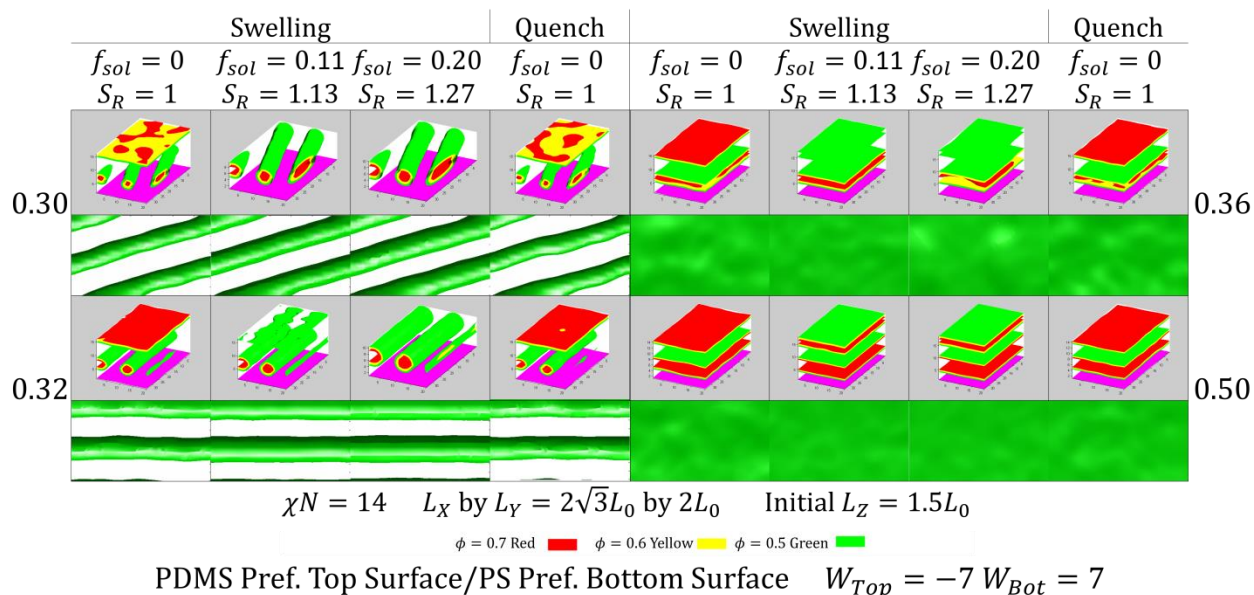 Swelling Quench Swelling Quench
f_sol = 0 f_sol = 0.11 f_sol = 0.20 f_sol = 0 f_sol = 0 f_sol = 0.11 f_sol = 0.20 f_sol = 0
S_R = 1 S_R = 1.13 S_R = 1.27 S_R = 1 S_R = 1 S_R = 1.13 S_R = 1.27 S_R = 1
0.30 0.36
0.32 0.50
χN = 14 L_X by L_Y = 2√3L_0 by 2L_0 Initial L_Z = 1.5L_0
ϕ = 0.7 Red ϕ = 0.6 Yellow ϕ = 0.5 Green
PDMS Pref. Top Surface/PS Pref. Bottom Surface W_Top = −7 W_Bot = 7